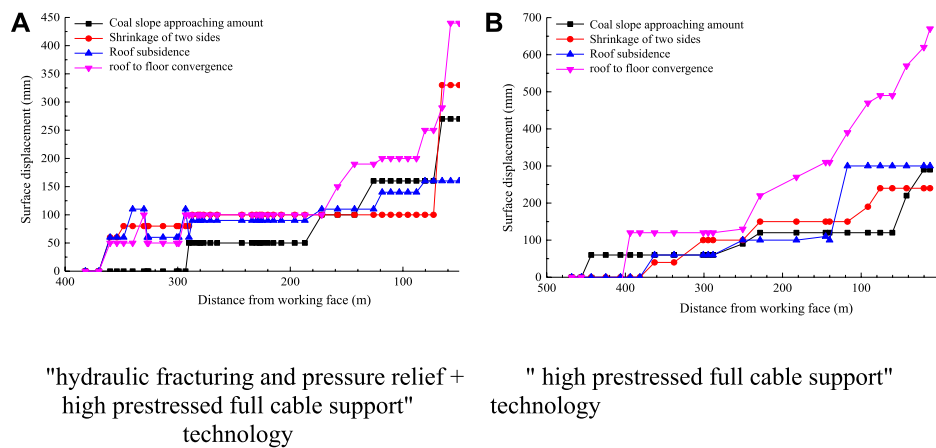 A
450
400
350
300
250
200
150
100
50
0
Surface displacement (mm)
Coal slope approaching amount
Shrinkage of two sides
Roof subsidence
roof to floor convergence
400
300
200
100
Distance from working face (m)
B
700
600
500
400
300
200
100
0
Surface displacement (mm)
Coal slope approaching amount
Shrinkage of two sides
Roof subsidence
roof to floor convergence
500
400
300
200
100
Distance from working face (m)
"hydraulic fracturing and pressure relief +
high prestressed full cable support"
technology
" high prestressed full cable support"
technology